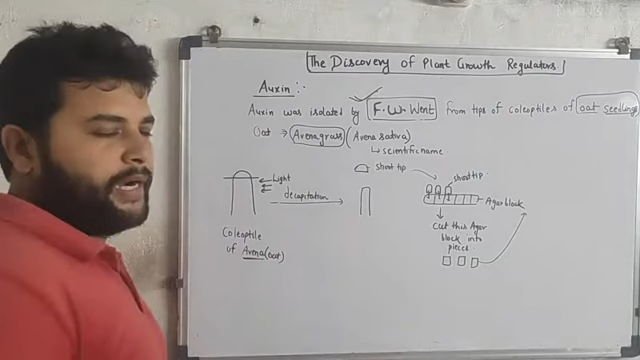 The Discovery of Plant Growth Regulators
Auxin:-
Auxin was isolated by F.W. Went from tips of coleoptiles of oat seedlings
Oat → Avenagrass (Avena sativa)
↳ scientific name
shoot tip
Light
decapitation
shoot tip
Agar block
Coleoptile
of Avena (oat)
Cut this Agar
block into
pieces